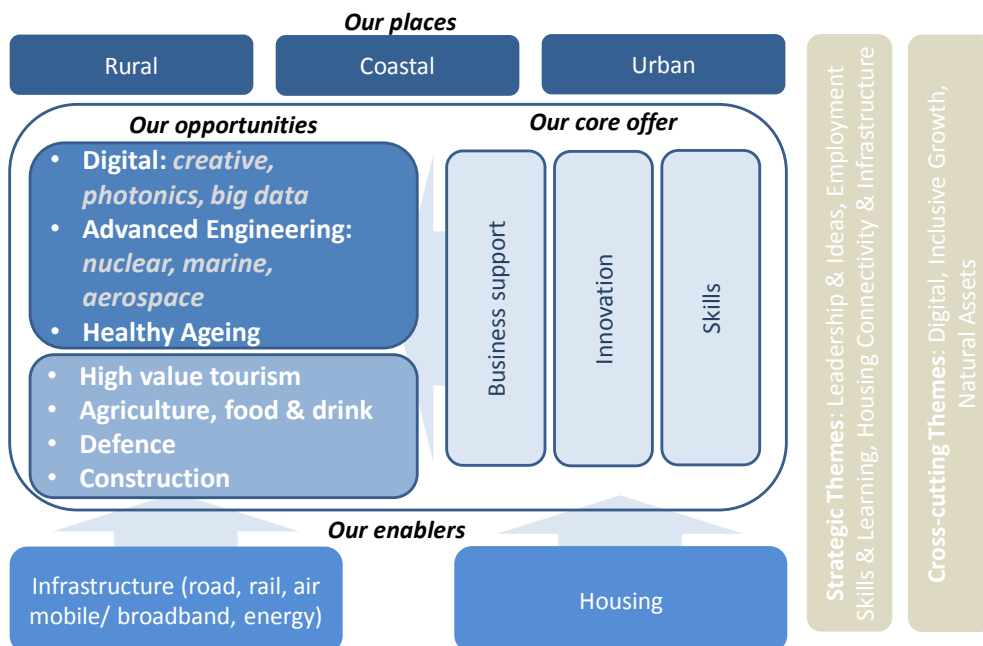 Our places
Rural
Coastal
Urban
Our opportunities
• Digital: creative,
photonics, big data
• Advanced Engineering:
nuclear, marine,
aerospace
• Healthy Ageing
• High value tourism
• Agriculture, food & drink
• Defence
• Construction
Our core offer
Business support
Innovation
Skills
Our enablers
Infrastructure (road, rail, air
mobile/ broadband, energy)
Housing
Strategic Themes: Leadership & Ideas, Employment
Skills & Learning, Housing Connectivity & Infrastructure
Cross-cutting Themes: Digital, Inclusive Growth,
Natural Assets